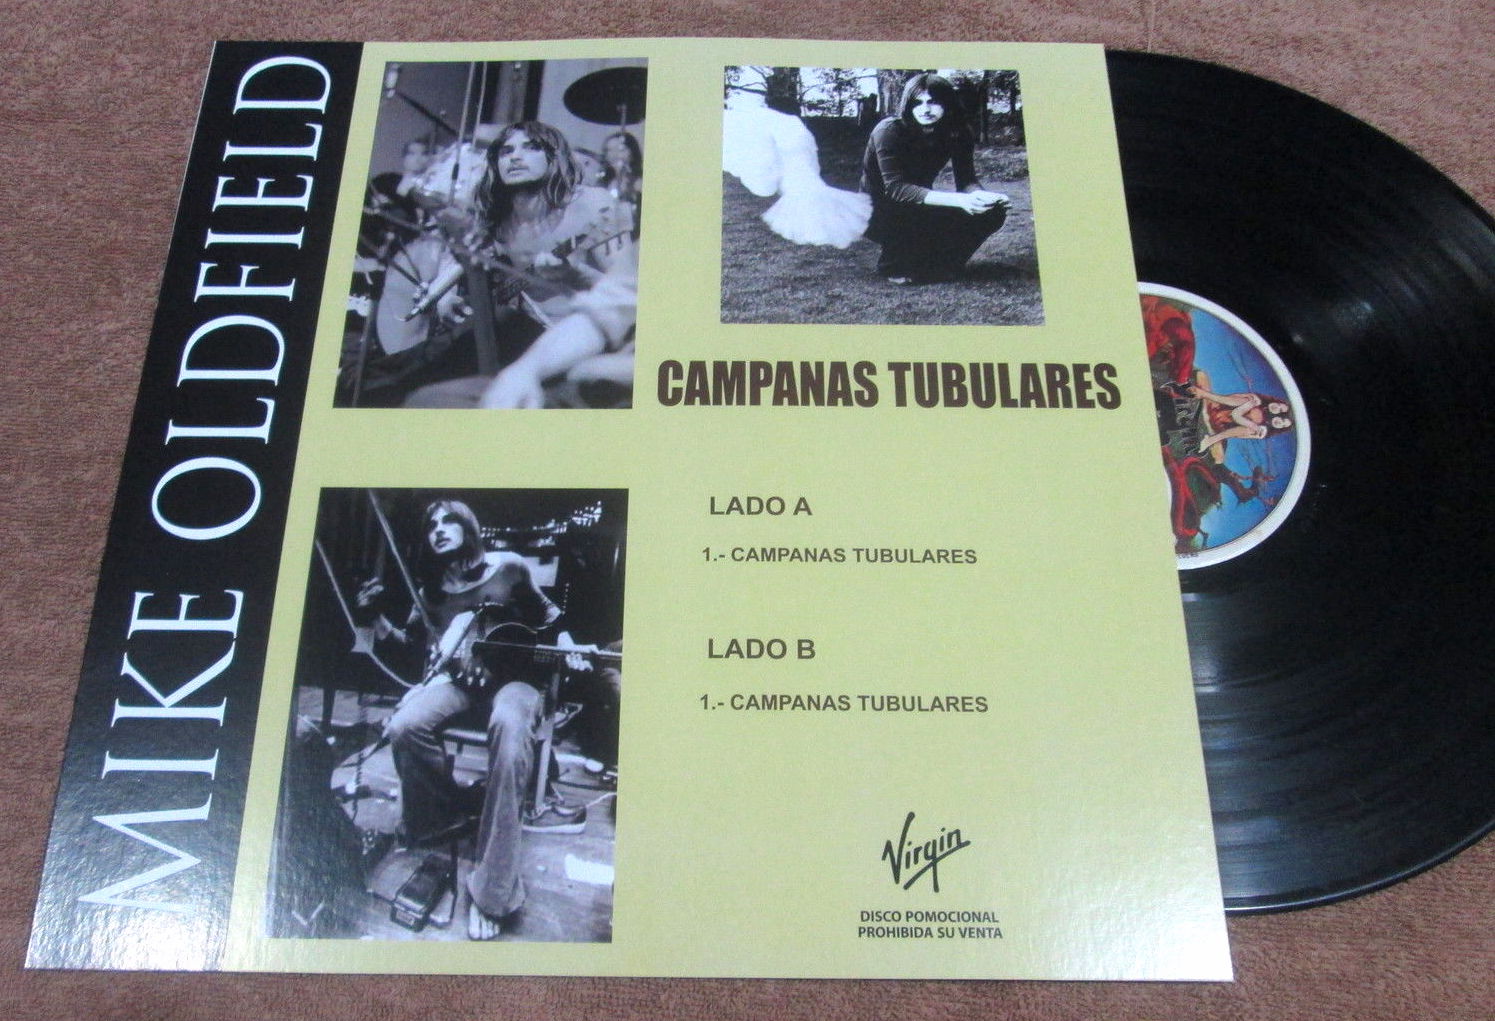 MIKE OLDFIELD
CAMPANAS TUBULARES
LADO A
1.- CAMPANAS TUBULARES
LADO B
1.- CAMPANAS TUBULARES
Virgin
DISCO POMOCIONAL
PROHIBIDA SU VENTA